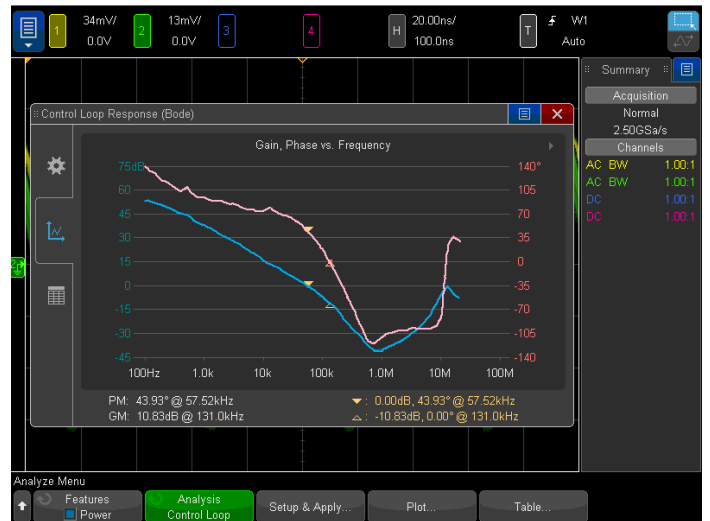 1 34mV/ 2 13mV/ 3 4 H 20.00ns/ T W1
0.0V 0.0V 100.0ns Auto
Summary
Acquisition
Normal
2.50GSa/s
Channels
AC BW 1.00:1
AC BW 1.00:1
DC 1.00:1
DC 1.00:1
Control Loop Response (Bode)
Gain, Phase vs. Frequency
75dB 140°
60 105
45 70
30 35
15 0
0 -35
-15 -70
-30 -105
-45 -140
100Hz 1.0k 10k 100k 1.0M 10M 100M
PM: 43.93° @ 57.52kHz
GM: 10.83dB @ 131.0kHz
▼: 0.00dB, 43.93° @ 57.52kHz
△: -10.83dB, 0.00° @ 131.0kHz
2
Analyze Menu
Features
Power
Analysis
Control Loop
Setup & Apply...
Plot...
Table...